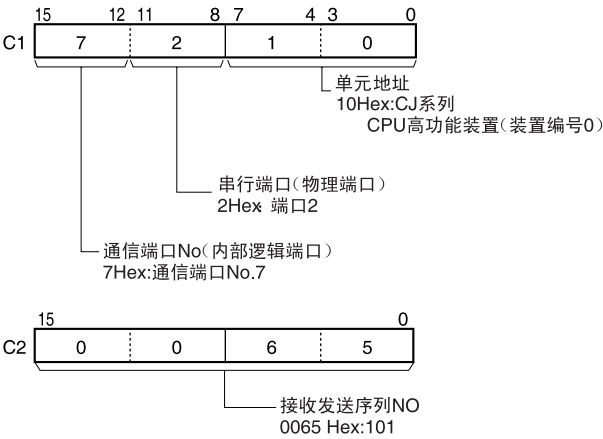 15 12 11 8 7 4 3 0
C1 7 2 1 0
单元地址
10Hex:CJ系列
CPU高功能装置(装置编号0)
串行端口(物理端口)
2Hex: 端口2
通信端口No(内部逻辑端口)
7Hex:通信端口No.7
15 0
C2 0 0 6 5
接收发送序列NO
0065 Hex:101